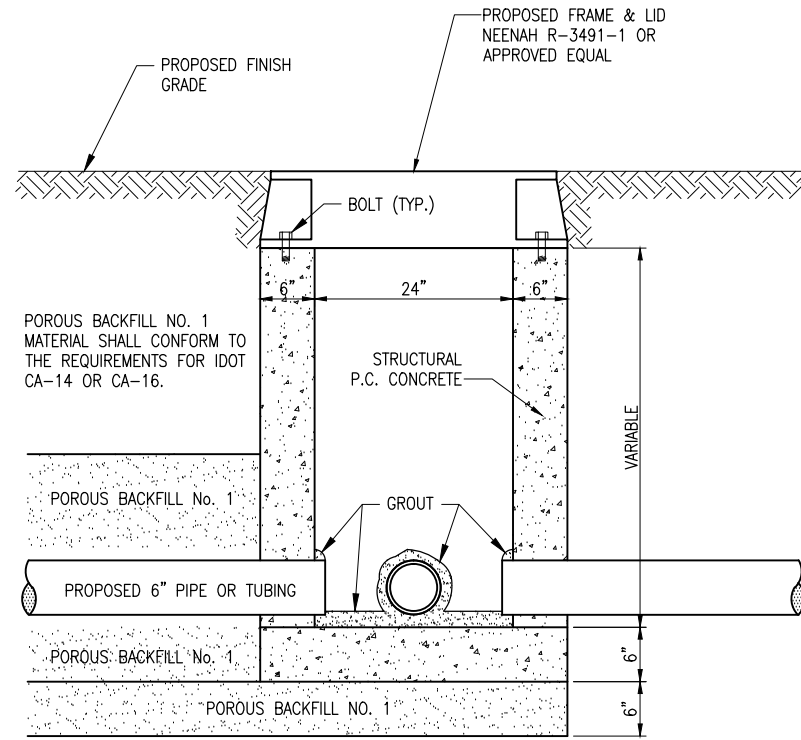 PROPOSED FRAME & LID
NEENAH R-3491-1 OR
APPROVED EQUAL
PROPOSED FINISH
GRADE
BOLT (TYP.)
6"
24"
6"
POROUS BACKFILL NO. 1
MATERIAL SHALL CONFORM TO
THE REQUIREMENTS FOR IDOT
CA-14 OR CA-16.
STRUCTURAL
P.C. CONCRETE
VARIABLE
POROUS BACKFILL No. 1
GROUT
PROPOSED 6" PIPE OR TUBING
POROUS BACKFILL No. 1
6"
POROUS BACKFILL NO. 1
6"